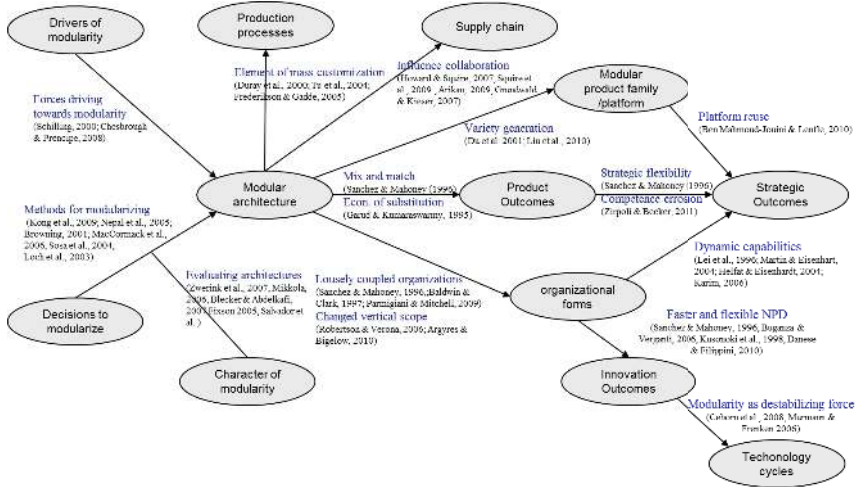 Drivers of
modularity
Production
processes
Supply chain
Element of mass customization
(Duray et al., 2000; Tu et al., 2004;
Frederikson & Gadde, 2005)
Influence collaboration
(Howard & Squire, 2007, Squire et
al., 2009, Arikan, 2009,
& 2007)
Modular
product family
/platform
Forces driving
towards modularity
(Schilling, 2000; Chesbrough
& Prencipe, 2008)
Platform reuse
(Ben Mahmoud-Jouini & Lenfle, 2010)
Variety generation
(Du et al. 2001; Liu et al., 2010)
Modular
architecture
Mix and match
(Sanchez & Mahoney (1996)
Econ. of substitution
(Garud & Kumaraswamy, 1995)
Product
Outcomes
Strategic flexibility
(Sanchez & Mahoney (1996)
Competence erosion
(Zirpoli & Becker, 2011)
Strategic
Outcomes
Methods for modularizing
(Kong et al., 2009; Nepal et al., 2005;
Browning, 2001; MacCormack et al.,
2006, Sosa et al., 2004,
Loch et al., 2003)
Dynamic capabilities
(Lei et al., 1996; Martin & Eisenhart,
2004; Helfat & Eisenhardt, 2004;
Karim, 2006)
Evaluating architectures
(Zwerink et al., 2007, Mikkola,
2006, Blecker & Abdelkafi,
2007 Fixson 2005, Salvador et
al. )
Lousely coupled organizations
(Sanchez & Mahoney, 1996, ;Baldwin &
Clark, 1997; Parmigiani & Mitchell, 2009)
Changed vertical scope
(Robertson & Verona, 2006; Argyres &
Bigelow, 2010)
organizational
forms
Decisions to
modularize
Faster and flexible NPD
(Sanchez & Mahoney, 1996, Buganza &
Verganti, 2006, Kusonoki et al., 1998, Danese
& Filippini, 2010)
Character of
modularity
Innovation
Outcomes
Modularity as destabilizing force
et al., 2008, Murmann &
Frenken 2006)
Techonology
cycles